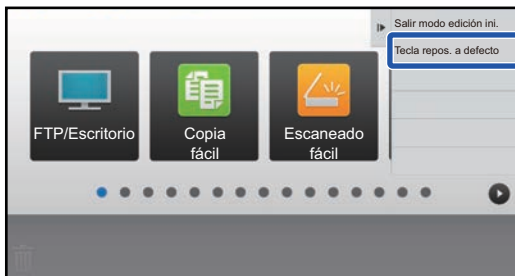 Salir modo edición ini.
Tecla repos. a defecto
FTP/Escritorio
Copia
fácil
Escaneado
fácil